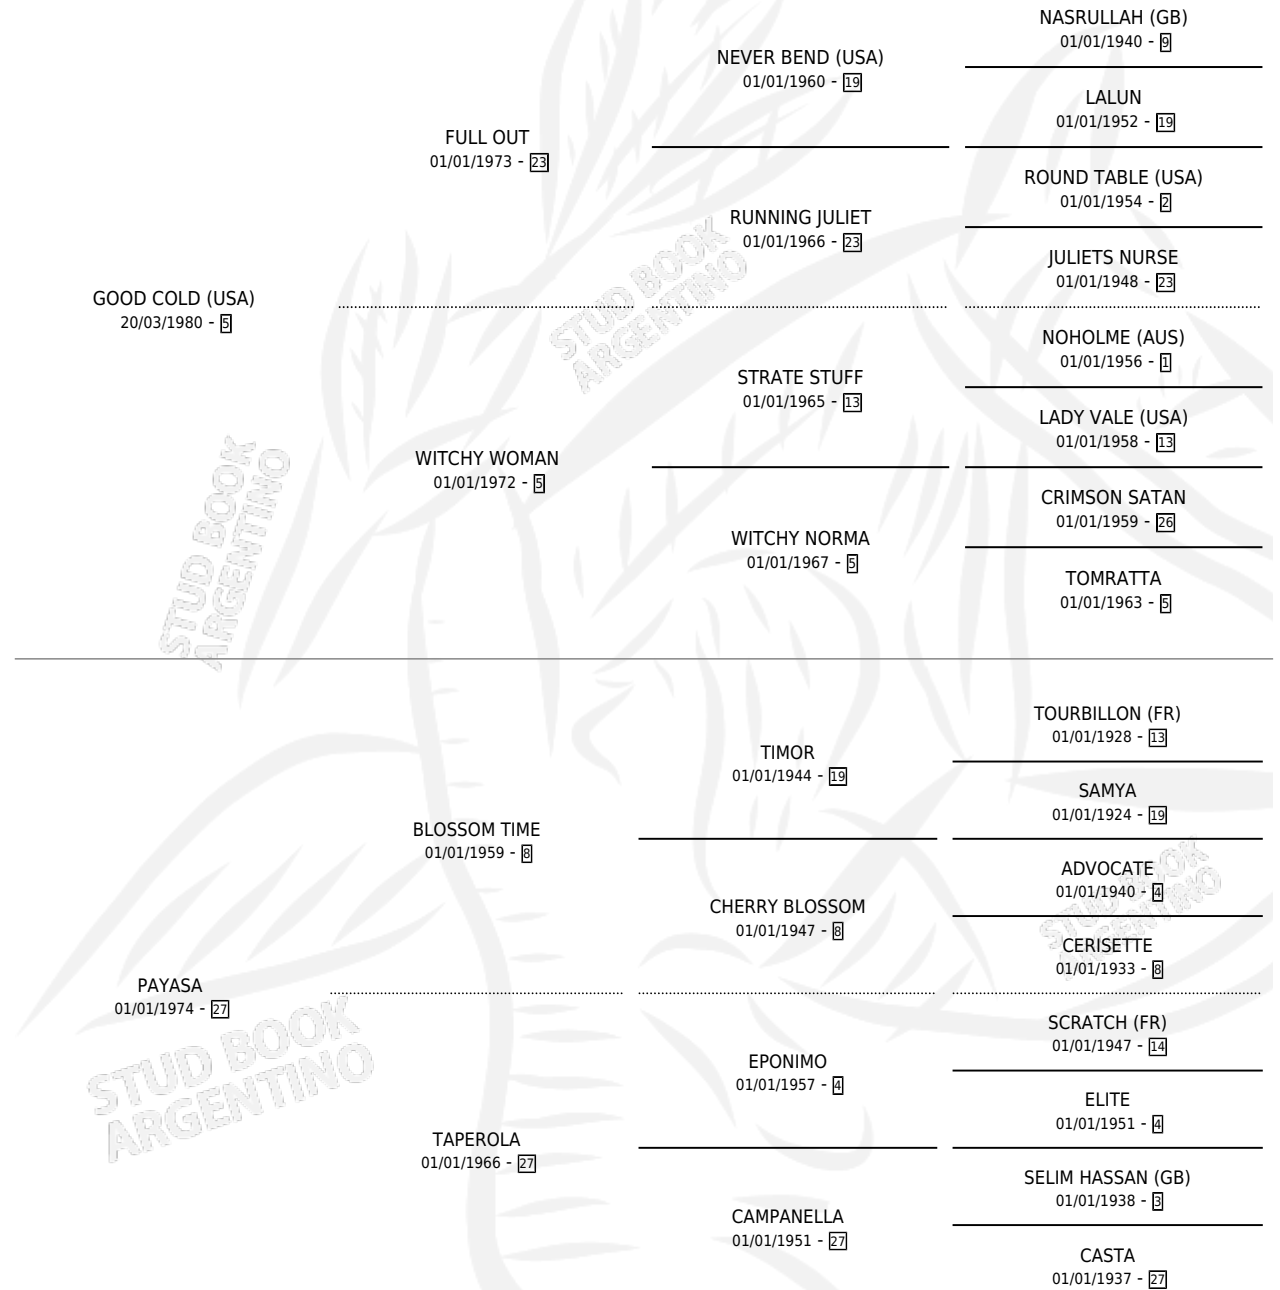 NASRULLAH (GB)
01/01/1940 - 9
NEVER BEND (USA)
01/01/1960 - 19
LALUN
01/01/1952 - 19
FULL OUT
01/01/1973 - 23
ROUND TABLE (USA)
01/01/1954 - 2
RUNNING JULIET
01/01/1966 - 23
JULIETS NURSE
01/01/1948 - 23
GOOD COLD (USA)
20/03/1980 - 5
NOHOLME (AUS)
01/01/1956 - 1
STRATE STUFF
01/01/1965 - 13
LADY VALE (USA)
01/01/1958 - 13
WITCHY WOMAN
01/01/1972 - 5
CRIMSON SATAN
01/01/1959 - 26
WITCHY NORMA
01/01/1967 - 5
TOMRATTA
01/01/1963 - 5
TOURBILLON (FR)
01/01/1928 - 13
TIMOR
01/01/1944 - 19
SAMYA
01/01/1924 - 19
BLOSSOM TIME
01/01/1959 - 8
ADVOCATE
01/01/1940 - 4
CHERRY BLOSSOM
01/01/1947 - 8
CERISETTE
01/01/1933 - 8
PAYASA
01/01/1974 - 27
SCRATCH (FR)
01/01/1947 - 14
EPONIMO
01/01/1957 - 4
ELITE
01/01/1951 - 4
TAPEROLA
01/01/1966 - 27
SELIM HASSAN (GB)
01/01/1938 - 3
CAMPANELLA
01/01/1951 - 27
CASTA
01/01/1937 - 27
STUD BOOK
ARGENTINO
STUD BOOK
ARGENTINO
STUD BOOK
ARGENTINO
STUD BOOK
ARGENTINO